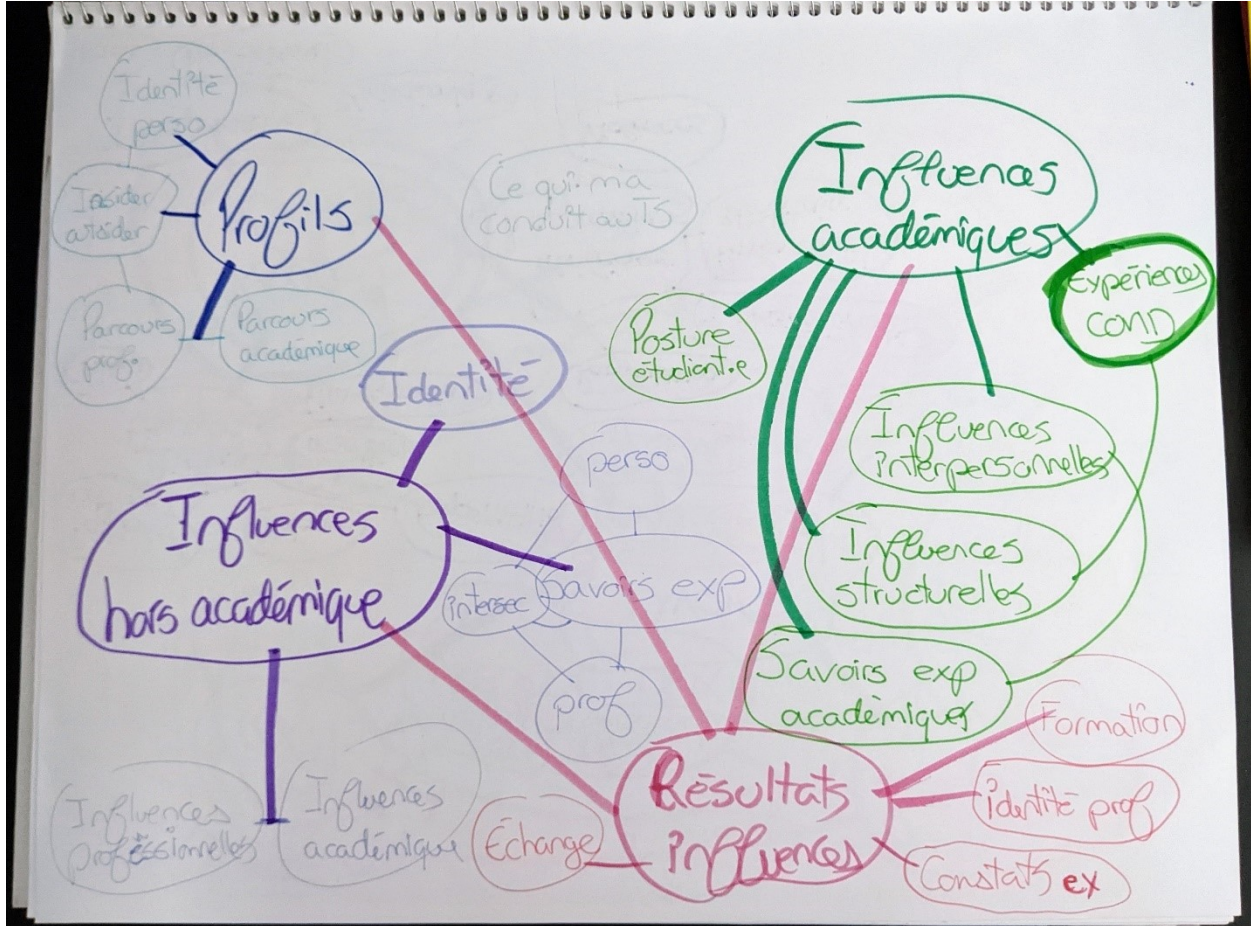 Identité
perso
Profils
Insider
outsider
Parcours
prof.
Parcours
académique
Ce qui m'a
conduit au TS
Influences
académiques
Expériences
COND
Posture
étudiant.e
Influences
interpersonnelles
Influences
structurelles
Savoirs exp
académiques
Identité
perso
Savoirs exp
intersec
prof
Influences
hors académique
Influences
professionnelles
Influences
académique
Résultats
influences
Échange
Formation
identité prof
Constats ex